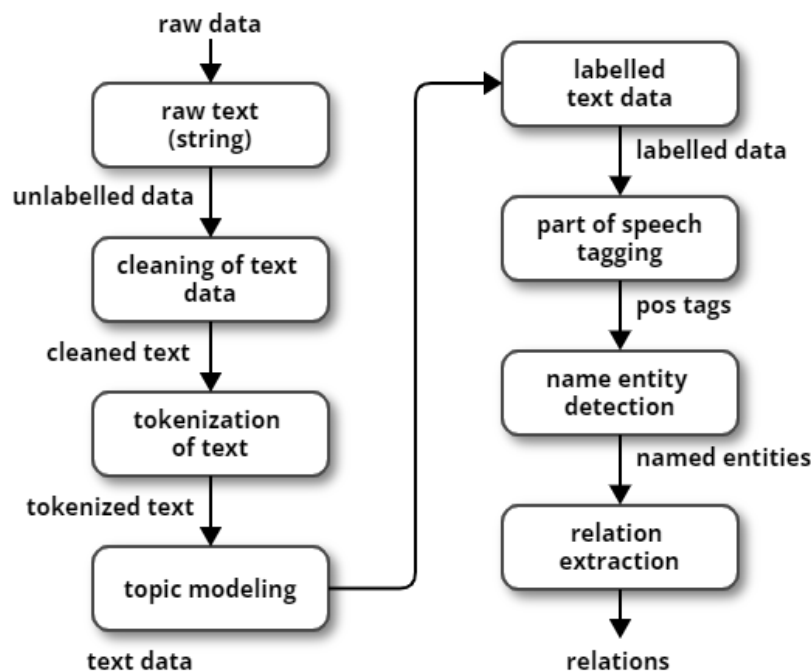 raw data
raw text
(string)
unlabelled data
cleaning of text
data
cleaned text
tokenization
of text
tokenized text
topic modeling
text data
labelled
text data
labelled data
part of speech
tagging
pos tags
name entity
detection
named entities
relation
extraction
relations